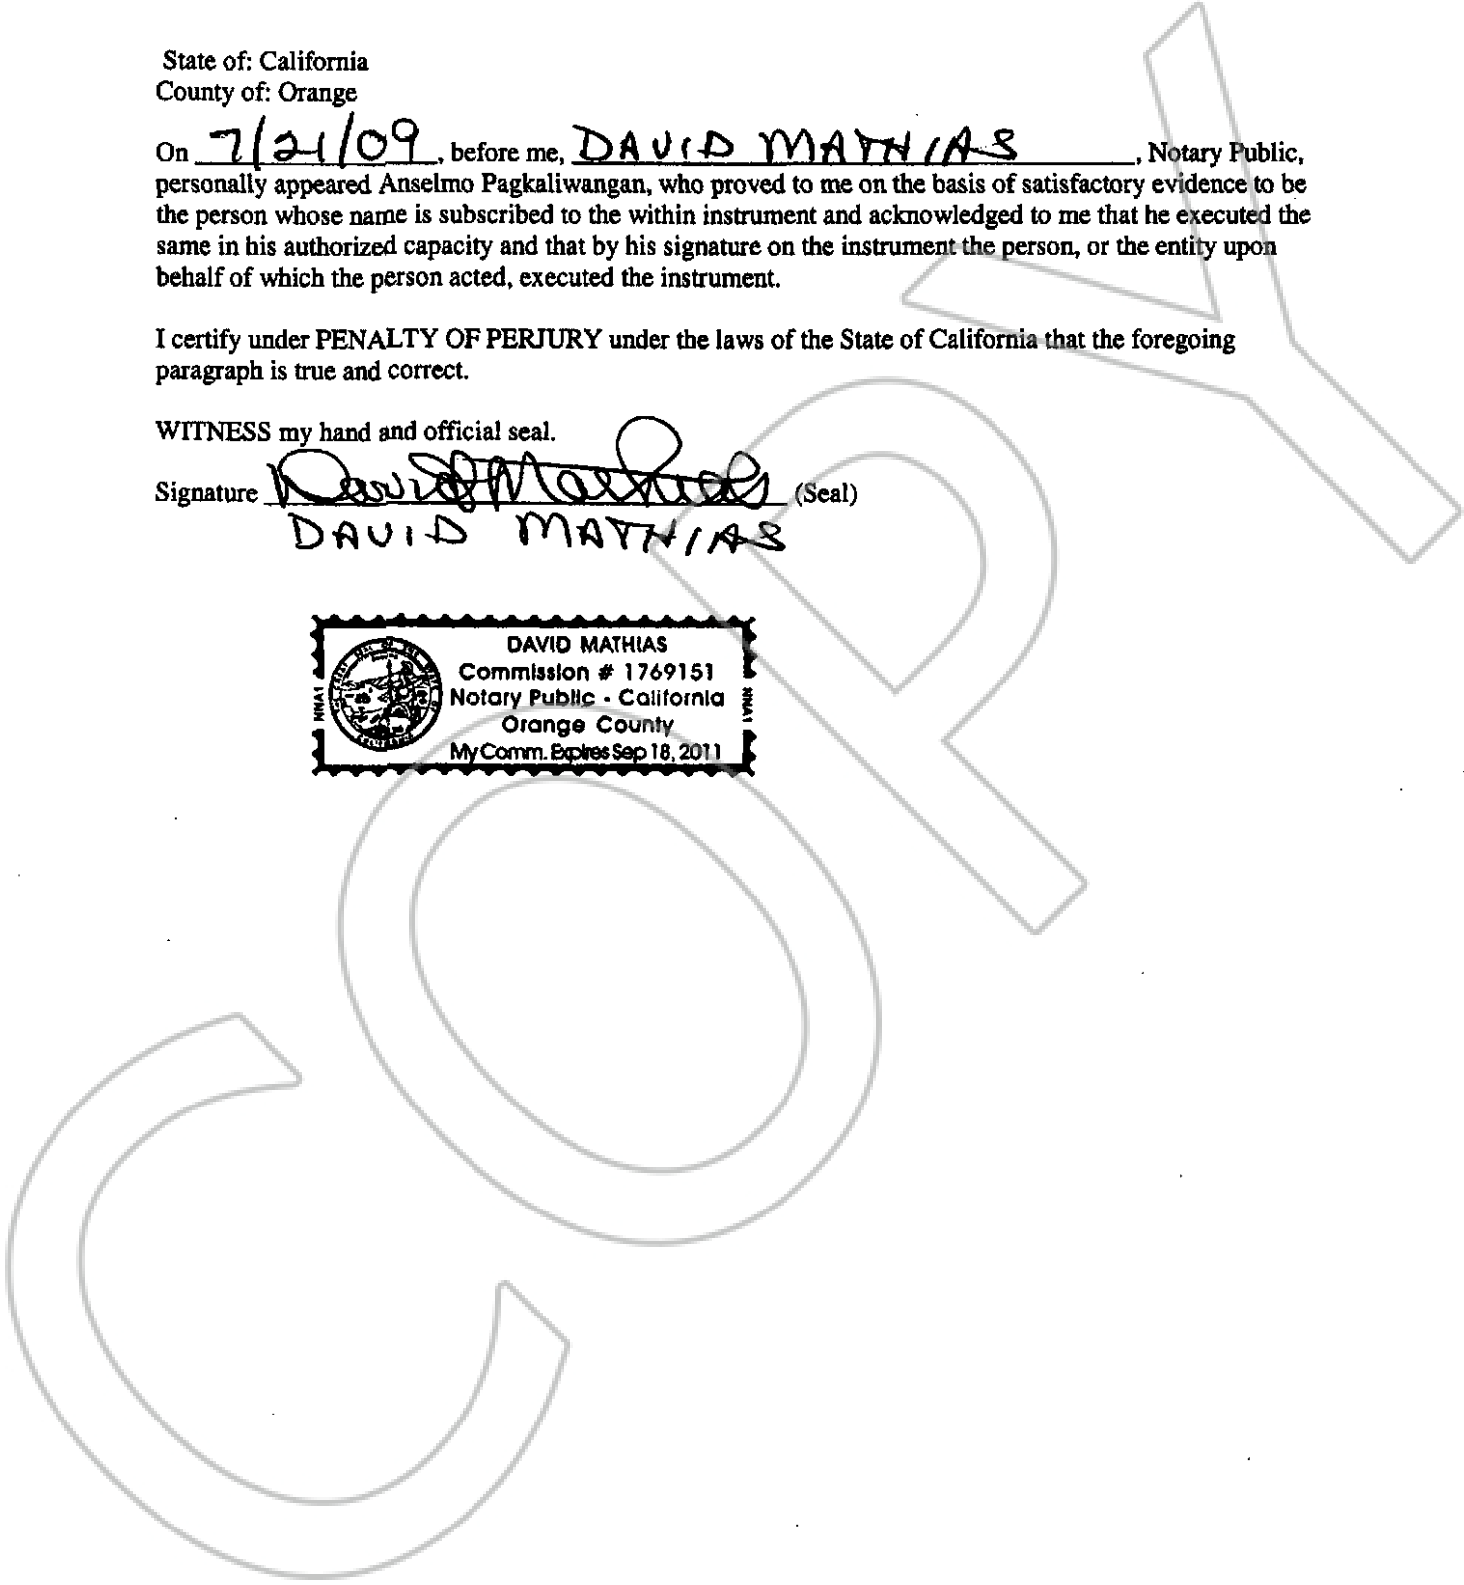 State of: California
County of: Orange
On 7/21/09, before me, DAVID MATHIAS, Notary Public,
personally appeared Anselmo Pagkaliwangan, who proved to me on the basis of satisfactory evidence to be
the person whose name is subscribed to the within instrument and acknowledged to me that he executed the
same in his authorized capacity and that by his signature on the instrument the person, or the entity upon
behalf of which the person acted, executed the instrument.
I certify under PENALTY OF PERJURY under the laws of the State of California that the foregoing
paragraph is true and correct.
WITNESS my hand and official seal.
Signature David Mathias (Seal)
DAVID MATHIAS
DAVID MATHIAS
Commission # 1769151
Notary Public - California
Orange County
My Comm. Expires Sep 18, 2011
NNA1
NNA1
COPY